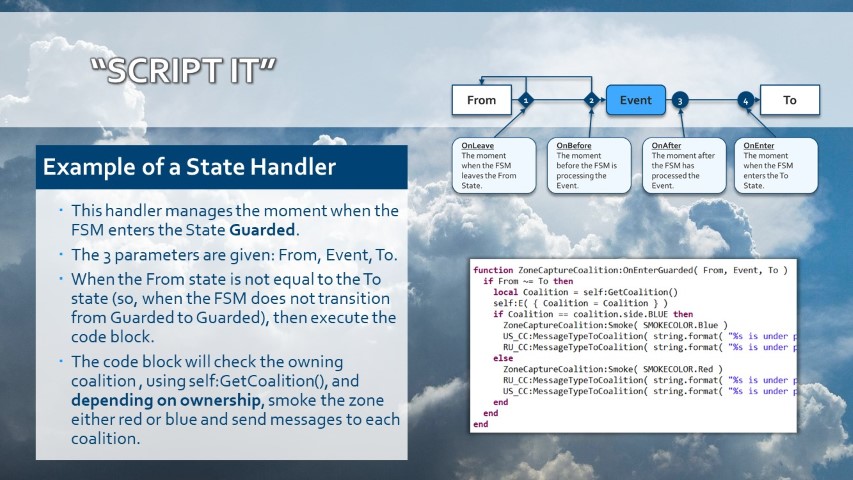 “SCRIPT IT”
From
1
2
Event
3
4
To
OnLeave
The moment
when the FSM
leaves the From
State.
OnBefore
The moment
before the FSM is
processing the
Event.
OnAfter
The moment after
the FSM has
processed the
Event.
OnEnter
The moment
when the FSM
enters the To
State.
Example of a State Handler
• This handler manages the moment when the
FSM enters the State Guarded.
• The 3 parameters are given: From, Event, To.
• When the From state is not equal to the To
state (so, when the FSM does not transition
from Guarded to Guarded), then execute the
code block.
• The code block will check the owning
coalition , using self:GetCoalition(), and
depending on ownership, smoke the zone
either red or blue and send messages to each
coalition.
function ZoneCaptureCoalition:OnEnterGuarded( From, Event, To )
if From ~= To then
local Coalition = self:GetCoalition()
self:E( { Coalition = Coalition } )
if Coalition == coalition.side.BLUE then
ZoneCaptureCoalition:Smoke( SMOKECOLOR.Blue )
US_CC:MessageTypeToCoalition( string.format( "%s is under p
RU_CC:MessageTypeToCoalition( string.format( "%s is under p
else
ZoneCaptureCoalition:Smoke( SMOKECOLOR.Red )
RU_CC:MessageTypeToCoalition( string.format( "%s is under p
US_CC:MessageTypeToCoalition( string.format( "%s is under p
end
end
end